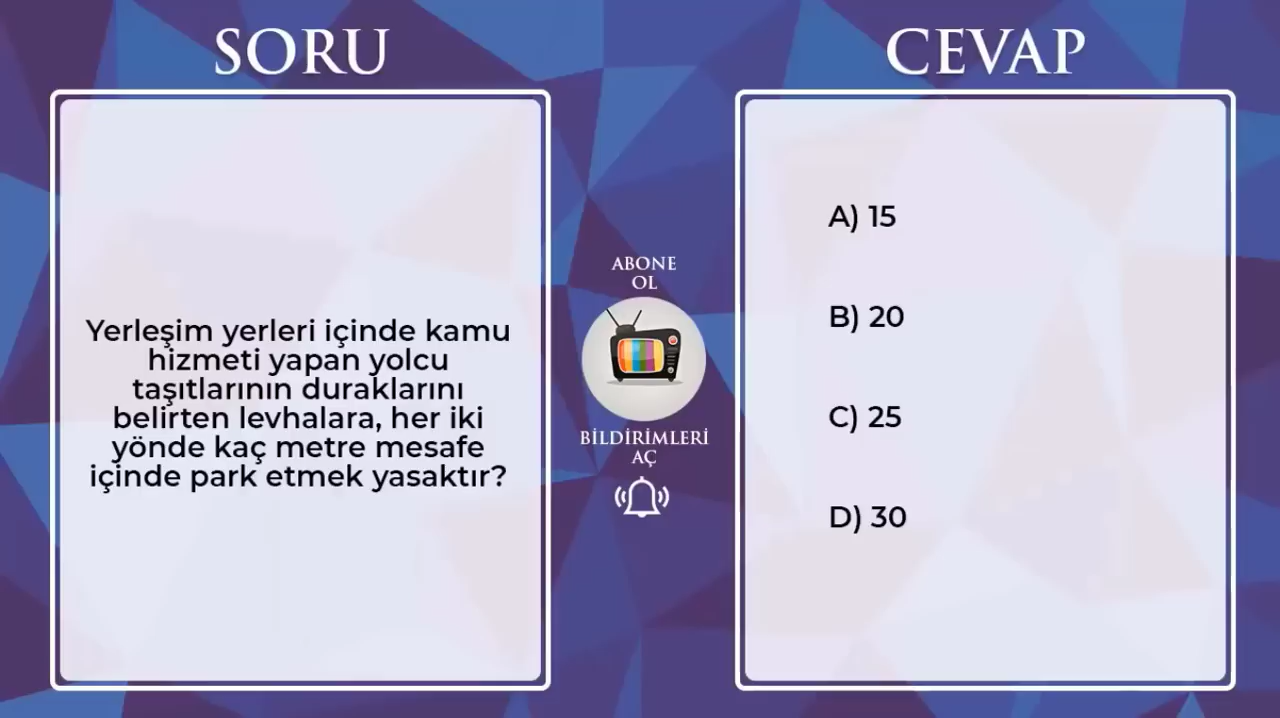 SORU
Yerleşim yerleri içinde kamu
hizmeti yapan yolcu
taşıtlarının duraklarını
belirten levhalara, her iki
yönde kaç metre mesafe
içinde park etmek yasaktır?
ABONE
OL
BİLDİRİMLERİ
AÇ
CEVAP
A) 15
B) 20
C) 25
D) 30